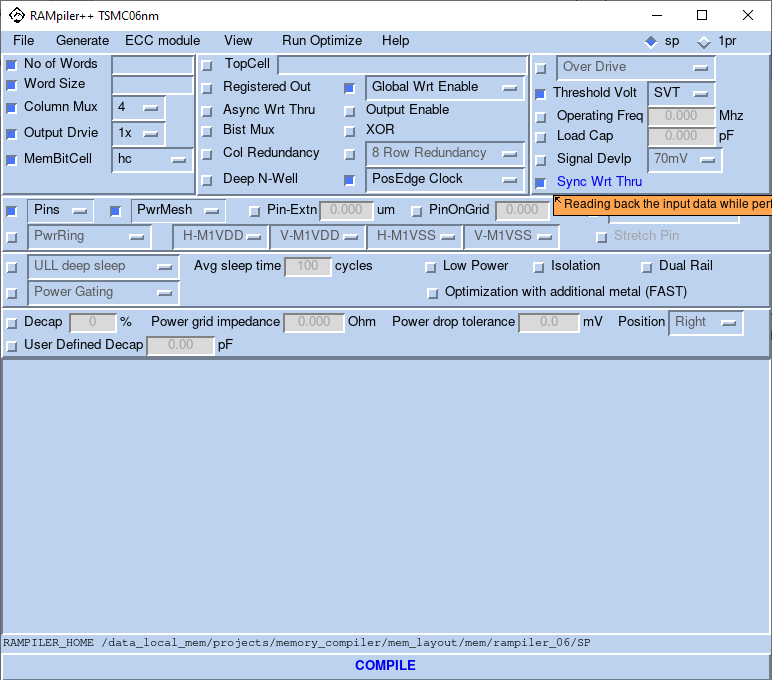 RAMpiler++ TSMC06nm
File Generate ECC module View Run Optimize Help sp 1pr
No of Words
Word Size
Column Mux 4
Output Drvie 1x
MemBitCell hc
TopCell
Registered Out Global Wrt Enable
Async Wrt Thru Output Enable
Bist Mux XOR
Col Redundancy 8 Row Redundancy
Deep N-Well PosEdge Clock
Over Drive
Threshold Volt SVT
Operating Freq 0.000 Mhz
Load Cap 0.000 pF
Signal Devlp 70mV
Sync Wrt Thru
Reading back the input data while perf
Pins PwrMesh Pin-Extn 0.000 um PinOnGrid 0.000
PwrRing H-M1VDD V-M1VDD H-M1VSS V-M1VSS Stretch Pin
ULL deep sleep Avg sleep time 100 cycles Low Power Isolation Dual Rail
Power Gating Optimization with additional metal (FAST)
Decap 0 % Power grid impedance 0.000 Ohm Power drop tolerance 0.0 mV Position Right
User Defined Decap 0.00 pF
RAMPILER_HOME /data_local_mem/projects/memory_compiler/mem_layout/mem/rampiler_06/SP
COMPILE